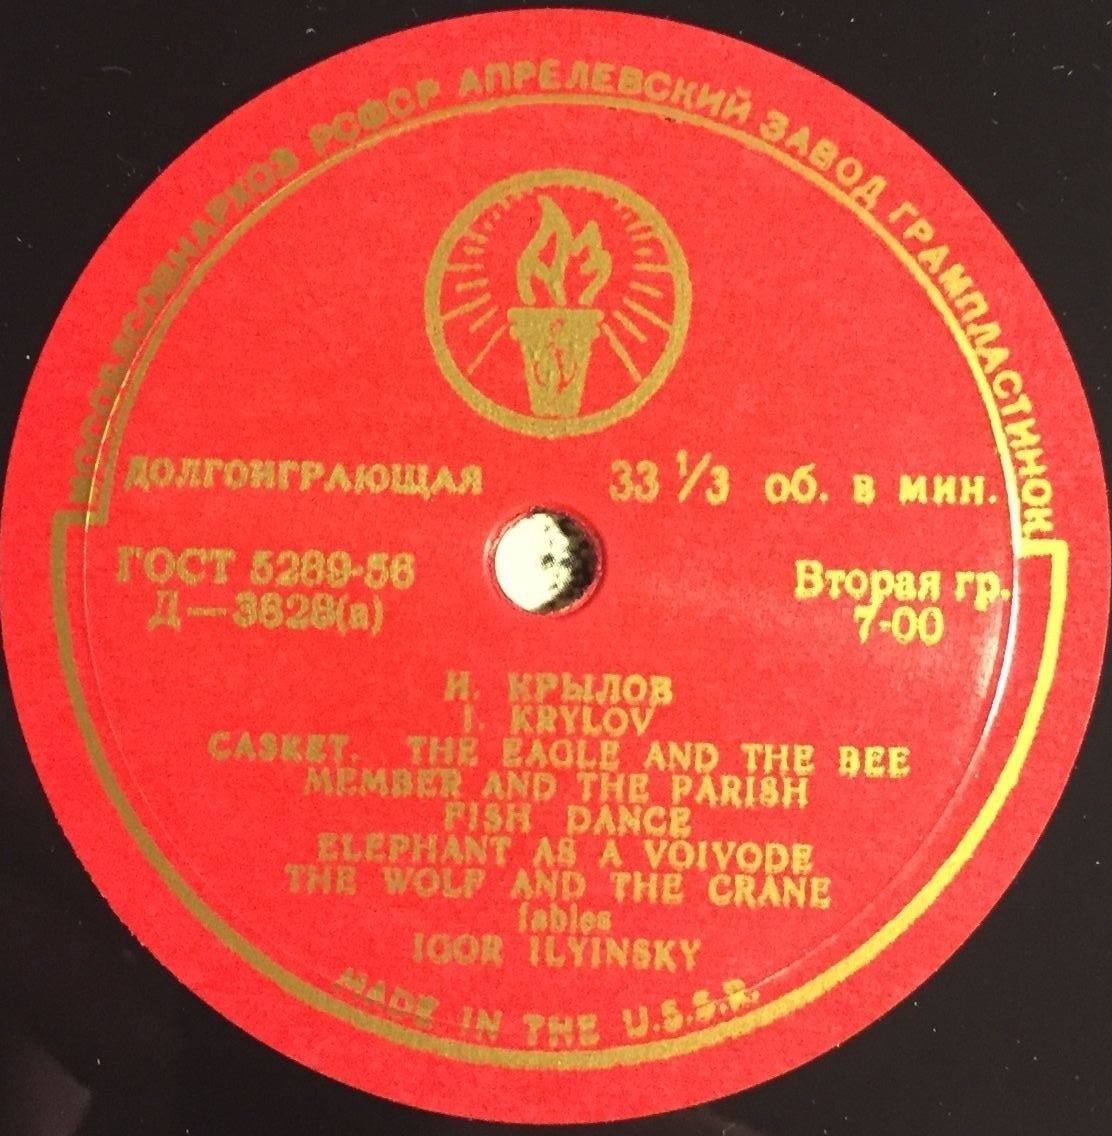 МОСОБЛСОВНАРХОЗ РСФСР АПРЕЛЕВСКИЙ ЗАВОД ГРАМПЛАСТИНОК
ДОЛГОИГРАЮЩАЯ 33 1/3 об. в мин.
ГОСТ 5289-56 Вторая гр.
Д—3628(а) 7-00
И. КРЫЛОВ
I. KRYLOV
CASKET. THE EAGLE AND THE BEE
MEMBER AND THE PARISH
FISH DANCE
ELEPHANT AS A VOIVODE
THE WOLF AND THE CRANE
fables
IGOR ILYINSKY
MADE IN THE U.S.S.R.